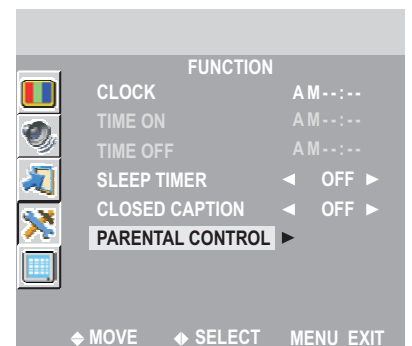 FUNCTION
CLOCK AM--:--
TIME ON AM--:--
TIME OFF AM--:--
SLEEP TIMER ◄ OFF ►
CLOSED CAPTION ◄ OFF ►
PARENTAL CONTROL ►
MOVE SELECT MENU EXIT